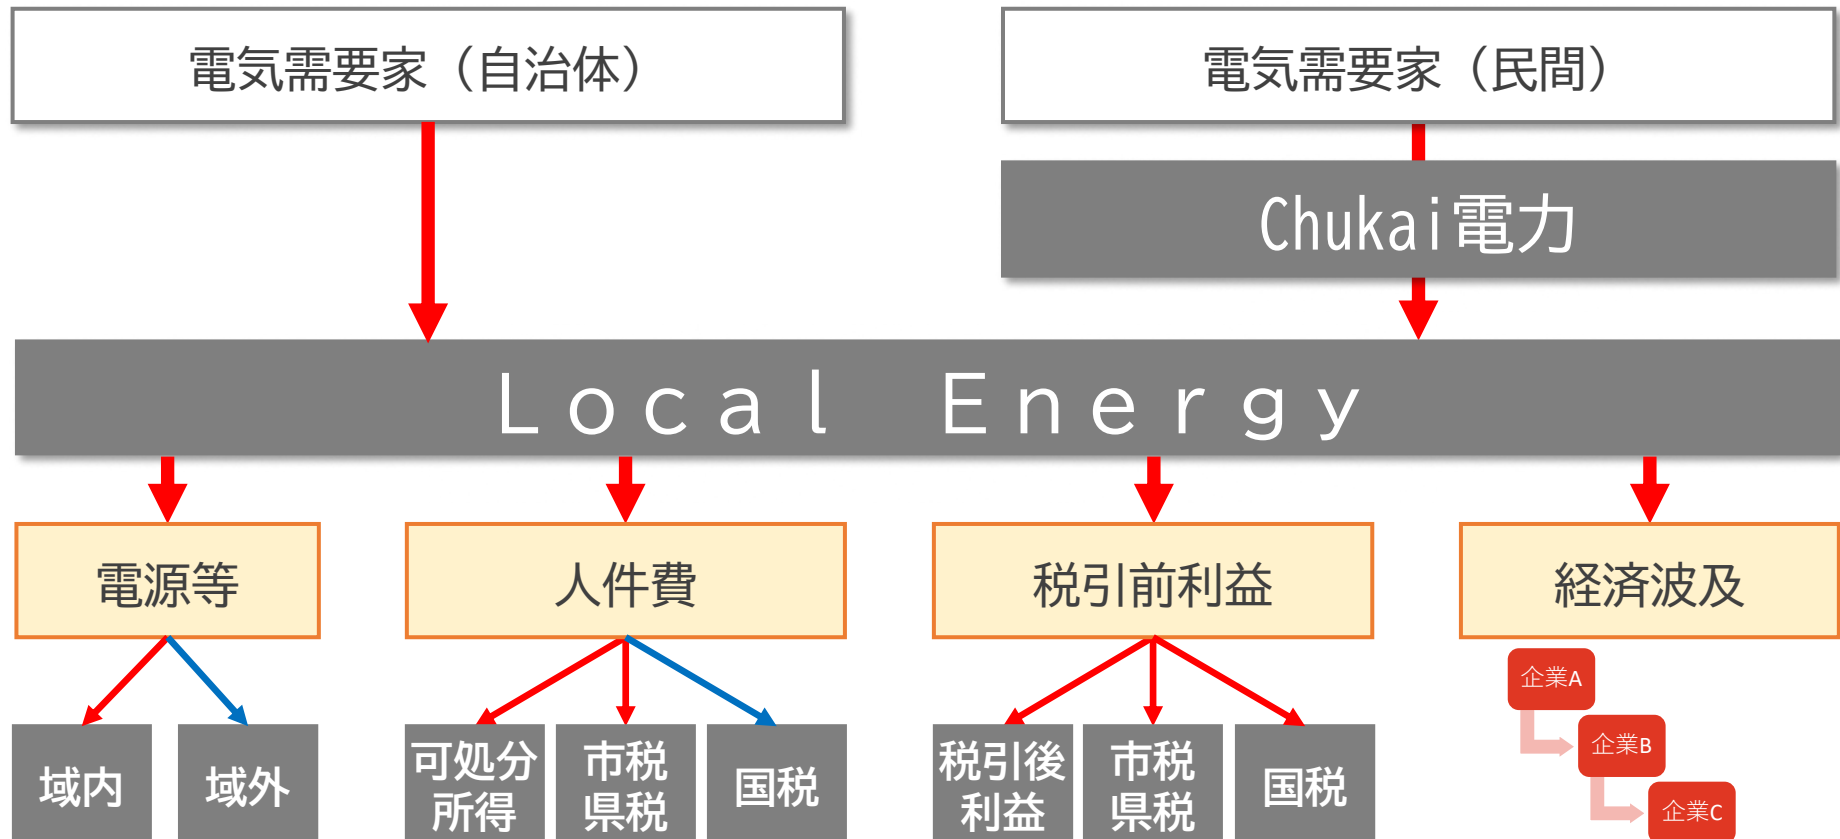 電気需要家（自治体）
電気需要家（民間）
Chukai電力
Ｌｏｃａｌ　Ｅｎｅｒｇｙ
電源等
人件費
税引前利益
経済波及
域内
域外
可処分
所得
市税
県税
国税
税引後
利益
市税
県税
国税
企業A
企業B
企業C